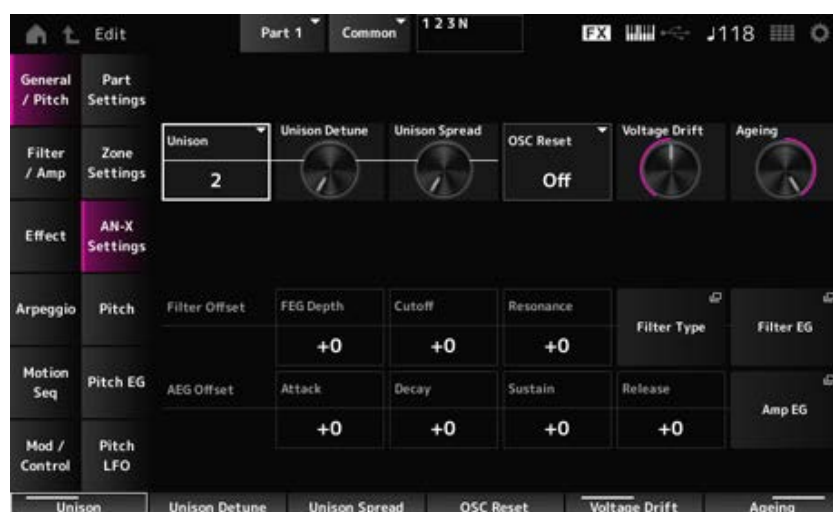 Edit
Part 1
Common
1 2 3 N
FX
♩118
General / Pitch
Part Settings
Filter / Amp
Zone Settings
Effect
AN-X Settings
Arpeggio
Pitch
Motion Seq
Pitch EG
Mod / Control
Pitch LFO
Unison
2
Unison Detune
Unison Spread
OSC Reset
Off
Voltage Drift
Ageing
Filter Offset
FEG Depth
+0
Cutoff
+0
Resonance
+0
Filter Type
Filter EG
AEG Offset
Attack
+0
Decay
+0
Sustain
+0
Release
+0
Amp EG
Unison
Unison Detune
Unison Spread
OSC Reset
Voltage Drift
Ageing